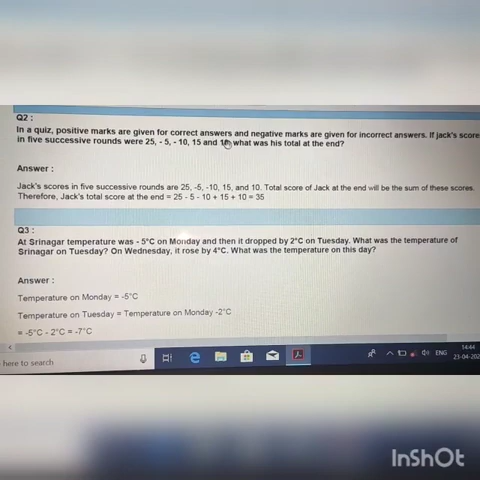 Q2 :
In a quiz, positive marks are given for correct answers and negative marks are given for incorrect answers. If jack's score
in five successive rounds were 25, - 5, - 10, 15 and 10, what was his total at the end?
Answer :
Jack's scores in five successive rounds are 25, -5, -10, 15, and 10. Total score of Jack at the end will be the sum of these scores.
Therefore, Jack's total score at the end = 25 - 5 - 10 + 15 + 10 = 35
Q3 :
At Srinagar temperature was - 5°C on Monday and then it dropped by 2°C on Tuesday. What was the temperature of
Srinagar on Tuesday? On Wednesday, it rose by 4°C. What was the temperature on this day?
Answer :
Temperature on Monday = -5°C
Temperature on Tuesday = Temperature on Monday -2°C
= -5°C - 2°C = -7°C
here to search
ENG
14:44
23-04-202
InShOt